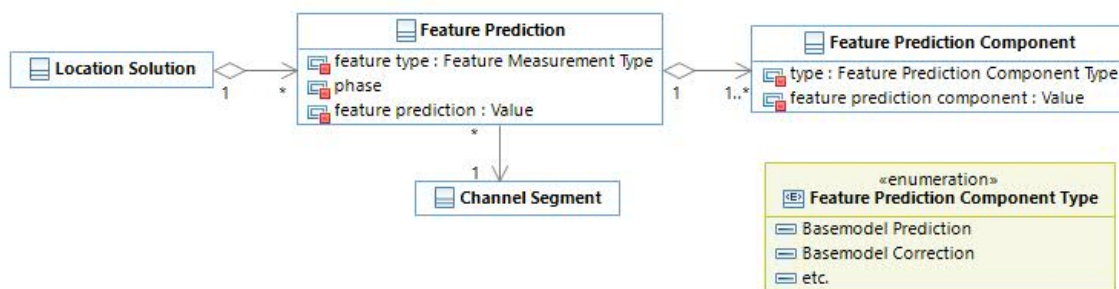 Location Solution
1
*
Feature Prediction
feature type : Feature Measurement Type
phase
feature prediction : Value
1
1..*
Feature Prediction Component
type : Feature Prediction Component Type
feature prediction component : Value
*
1
Channel Segment
«enumeration»
<E> Feature Prediction Component Type
Basemodel Prediction
Basemodel Correction
etc.